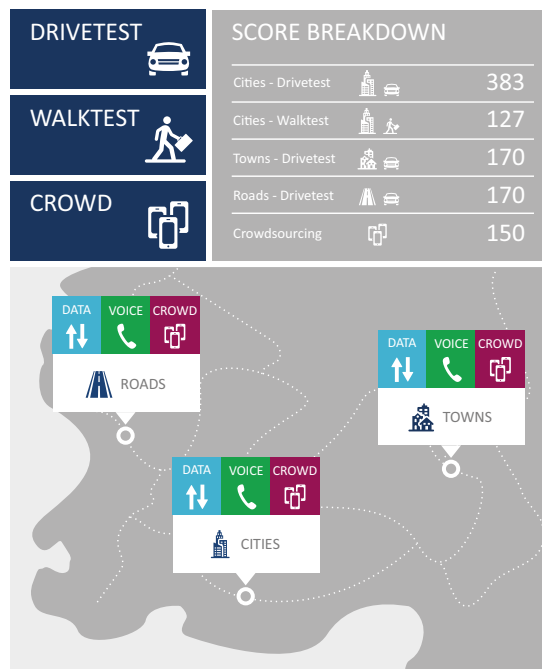 DRIVETEST
WALKTEST
CROWD
SCORE BREAKDOWN
Cities - Drivetest 383
Cities - Walktest 127
Towns - Drivetest 170
Roads - Drivetest 170
Crowdsourcing 150
DATA VOICE CROWD
ROADS
DATA VOICE CROWD
TOWNS
DATA VOICE CROWD
CITIES